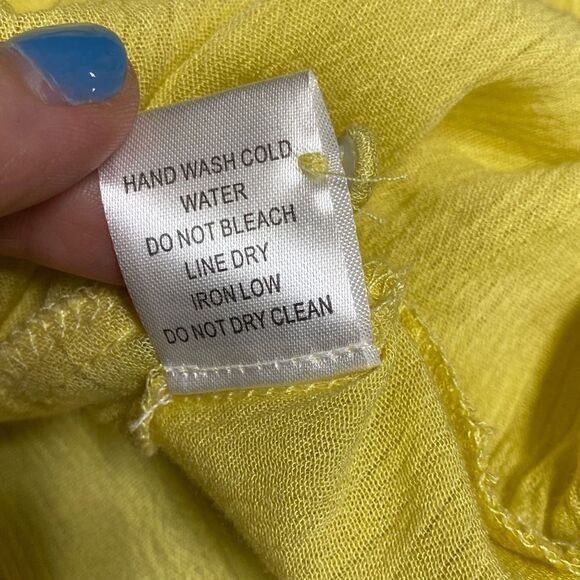 HAND WASH COLD
WATER
DO NOT BLEACH
LINE DRY
IRON LOW
DO NOT DRY CLEAN